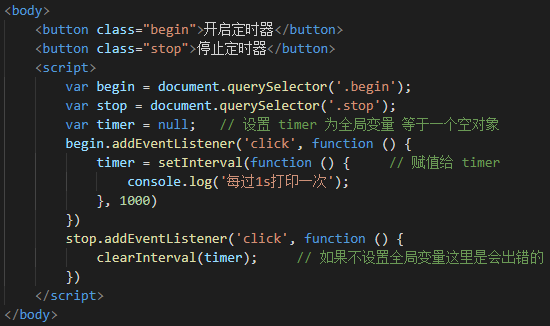 <body>
    <button class="begin">开启定时器</button>
    <button class="stop">停止定时器</button>
    <script>
        var begin = document.querySelector('.begin');
        var stop = document.querySelector('.stop');
        var timer = null;   // 设置 timer 为全局变量 等于一个空对象
        begin.addEventListener('click', function () {
            timer = setInterval(function () {     // 赋值给 timer
                console.log('每过1s打印一次');
            }, 1000)
        })
        stop.addEventListener('click', function () {
            clearInterval(timer);     // 如果不设置全局变量这里是会出错的
        })
    </script>
</body>